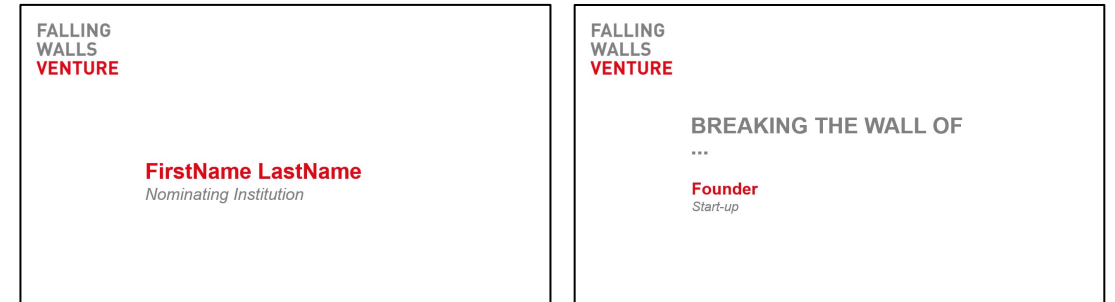 FALLING
WALLS
VENTURE
FirstName LastName
Nominating Institution
FALLING
WALLS
VENTURE
BREAKING THE WALL OF
...
Founder
Start-up